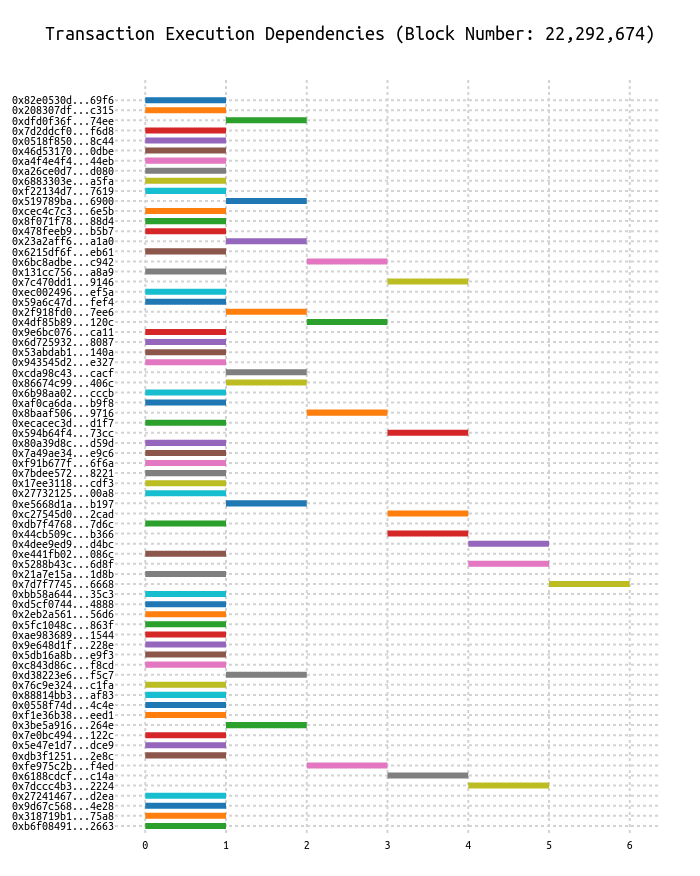 Transaction Execution Dependencies (Block Number: 22,292,674)
0x82e0530d...69f6
0x208307df...c315
0xdfd0f36f...74ee
0x7d2ddcf0...f6d8
0x0518f850...8c44
0x46d53170...0dbe
0xa4f4e4f4...44eb
0xa26ce0d7...d080
0x6883303e...a5fa
0xf22134d7...7619
0x519789ba...6900
0xcec4c7c3...6e5b
0x8f071f78...88d4
0x478feeb9...b5b7
0x23a2aff6...a1a0
0x6215df6f...eb61
0x6bc8adbe...c942
0x131cc756...a8a9
0x7c470dd1...9146
0xec002496...ef5a
0x59a6c47d...fef4
0x2f918fd0...7ee6
0x4df85b89...120c
0x9e6bc076...ca11
0x6d725932...8087
0x53abdab1...140a
0x943545d2...e327
0xcda98c43...cacf
0x86674c99...406c
0x6b98aa02...cccb
0xaf0ca6da...b9f8
0x8baaf506...9716
0xecacec3d...d1f7
0x594b64f4...73cc
0x80a39d8c...d59d
0x7a49ae34...e9c6
0xf91b677f...6f6a
0x7bdee572...8221
0x17ee3118...cdf3
0x27732125...00a8
0xe5668d1a...b197
0xc27545d0...2cad
0xdb7f4768...7d6c
0x44cb509c...b366
0x4dee9ed9...d4bc
0xe441fb02...086c
0x5288b43c...6d8f
0x21a7e15a...1d8b
0x7d7f7745...6668
0xbb58a644...35c3
0xd5cf0744...4888
0x2eb2a561...56d6
0x5fc1048c...863f
0xae983689...1544
0x9e648d1f...228e
0x5db16a8b...e9f3
0xc843d86c...f8cd
0xd38223e6...f5c7
0x76c9e324...c1fa
0x88814bb3...af83
0x0558f74d...4c4e
0xf1e36b38...eed1
0x3be5a916...264e
0x7e0bc494...122c
0x5e47e1d7...dce9
0xdb3f1251...2e8c
0xfe975c2b...f4ed
0x6188cdcf...c14a
0x7dccc4b3...2224
0x27241467...d2ea
0x9d67c568...4e28
0x318719b1...75a8
0xb6f08491...2663
0 1 2 3 4 5 6